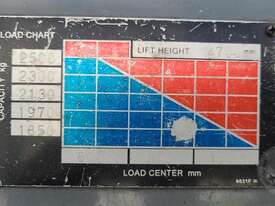 LOAD CHART
LIFT HEIGHT
CAPACITY kg
2500
2300
2130
1970
1850
LOAD CENTER mm